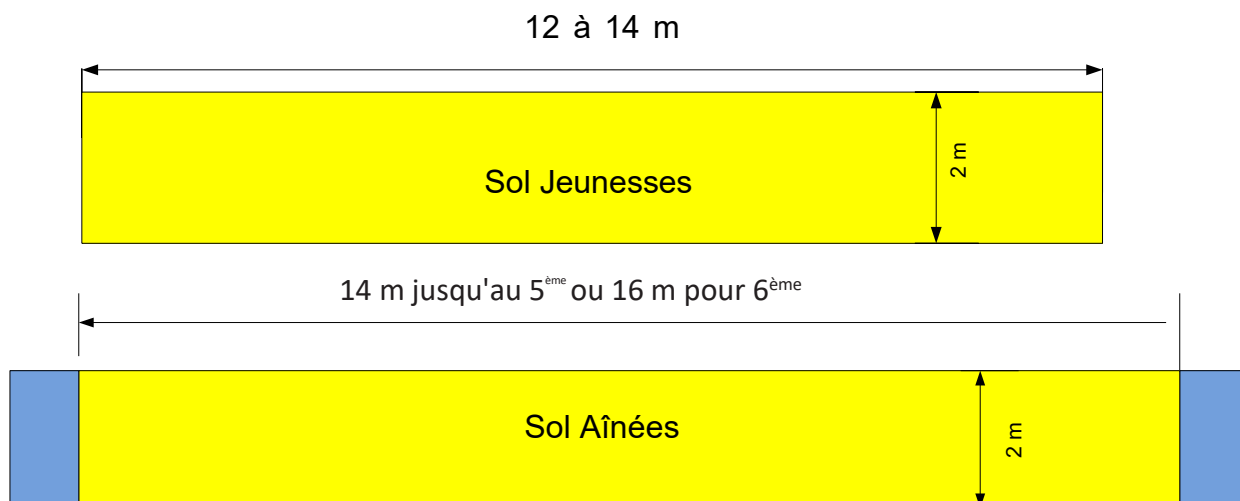 12 à 14 m
2 m
Sol Jeunesses
14 m jusqu'au 5ème ou 16 m pour 6ème
Sol Aînées
2 m